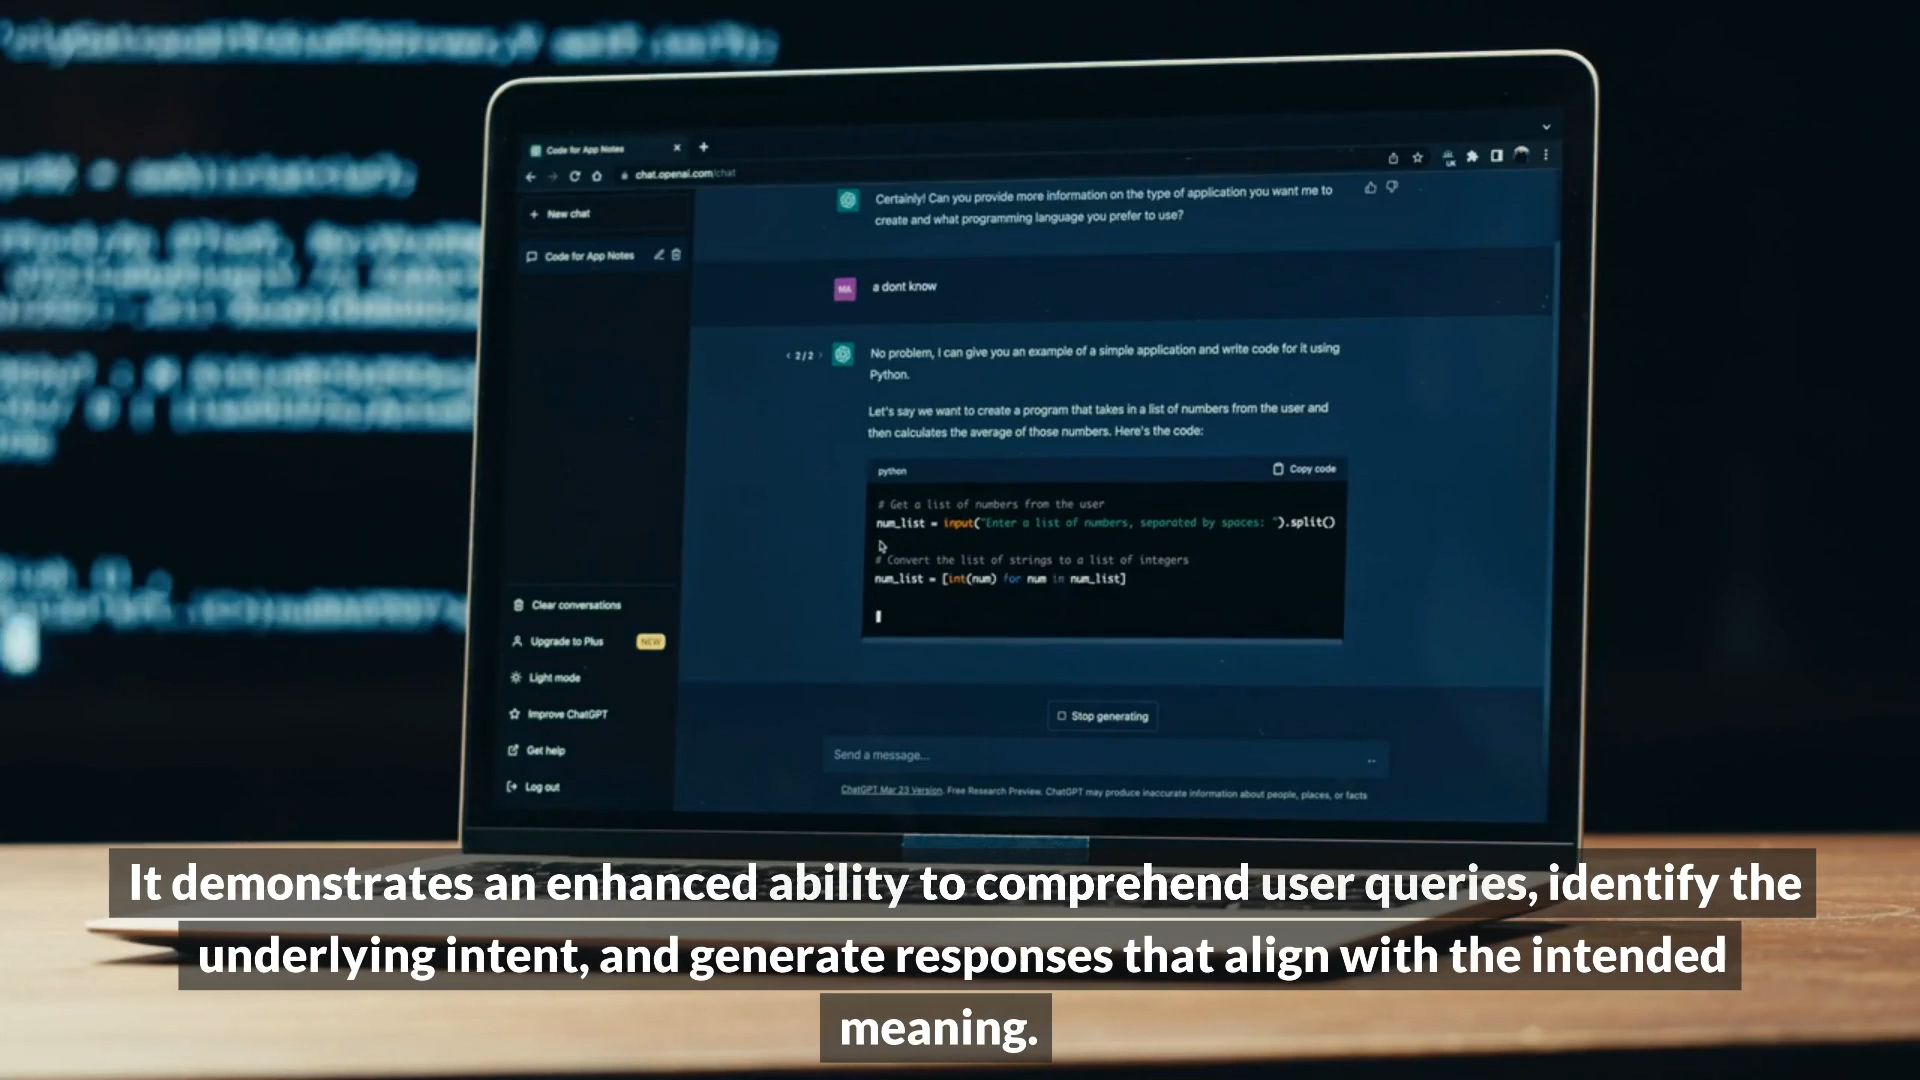 Code for App Notes
chat.openai.com/chat
New chat
Code for App Notes
Certainly! Can you provide more information on the type of application you want me to
create and what programming language you prefer to use?
MA
a dont know
2/2
No problem, I can give you an example of a simple application and write code for it using
Python.
Let's say we want to create a program that takes in a list of numbers from the user and
then calculates the average of those numbers. Here's the code:
python
Copy code
# Get a list of numbers from the user
num_list = input("Enter a list of numbers, separated by spaces: ").split()
# Convert the list of strings to a list of integers
num_list = [int(num) for num in num_list]
Clear conversations
Upgrade to Plus
NEW
Light mode
Improve ChatGPT
Get help
Log out
Stop generating
Send a message...
ChatGPT Mar 23 Version. Free Research Preview. ChatGPT may produce inaccurate information about people, places, or facts
It demonstrates an enhanced ability to comprehend user queries, identify the
underlying intent, and generate responses that align with the intended
meaning.